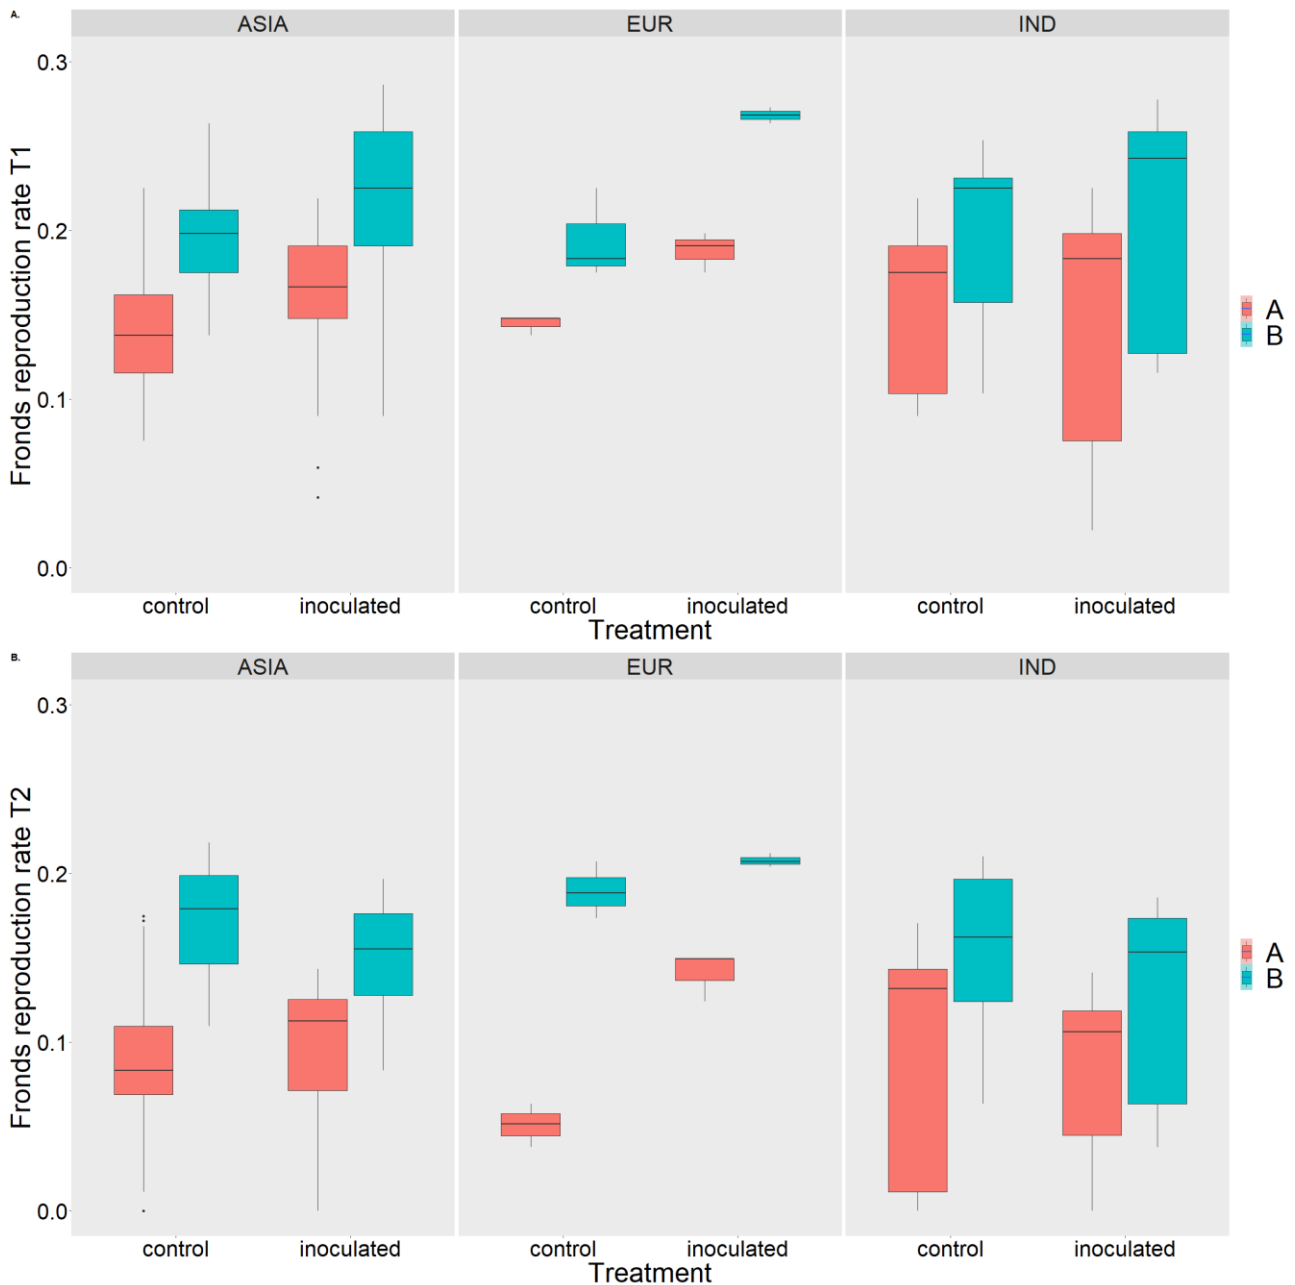 A.
ASIA EUR IND
Fronds reproduction rate T1
0.3
0.2
0.1
0.0
control inoculated control inoculated control inoculated
Treatment
A
B
B.
ASIA EUR IND
Fronds reproduction rate T2
0.3
0.2
0.1
0.0
control inoculated control inoculated control inoculated
Treatment
A
B